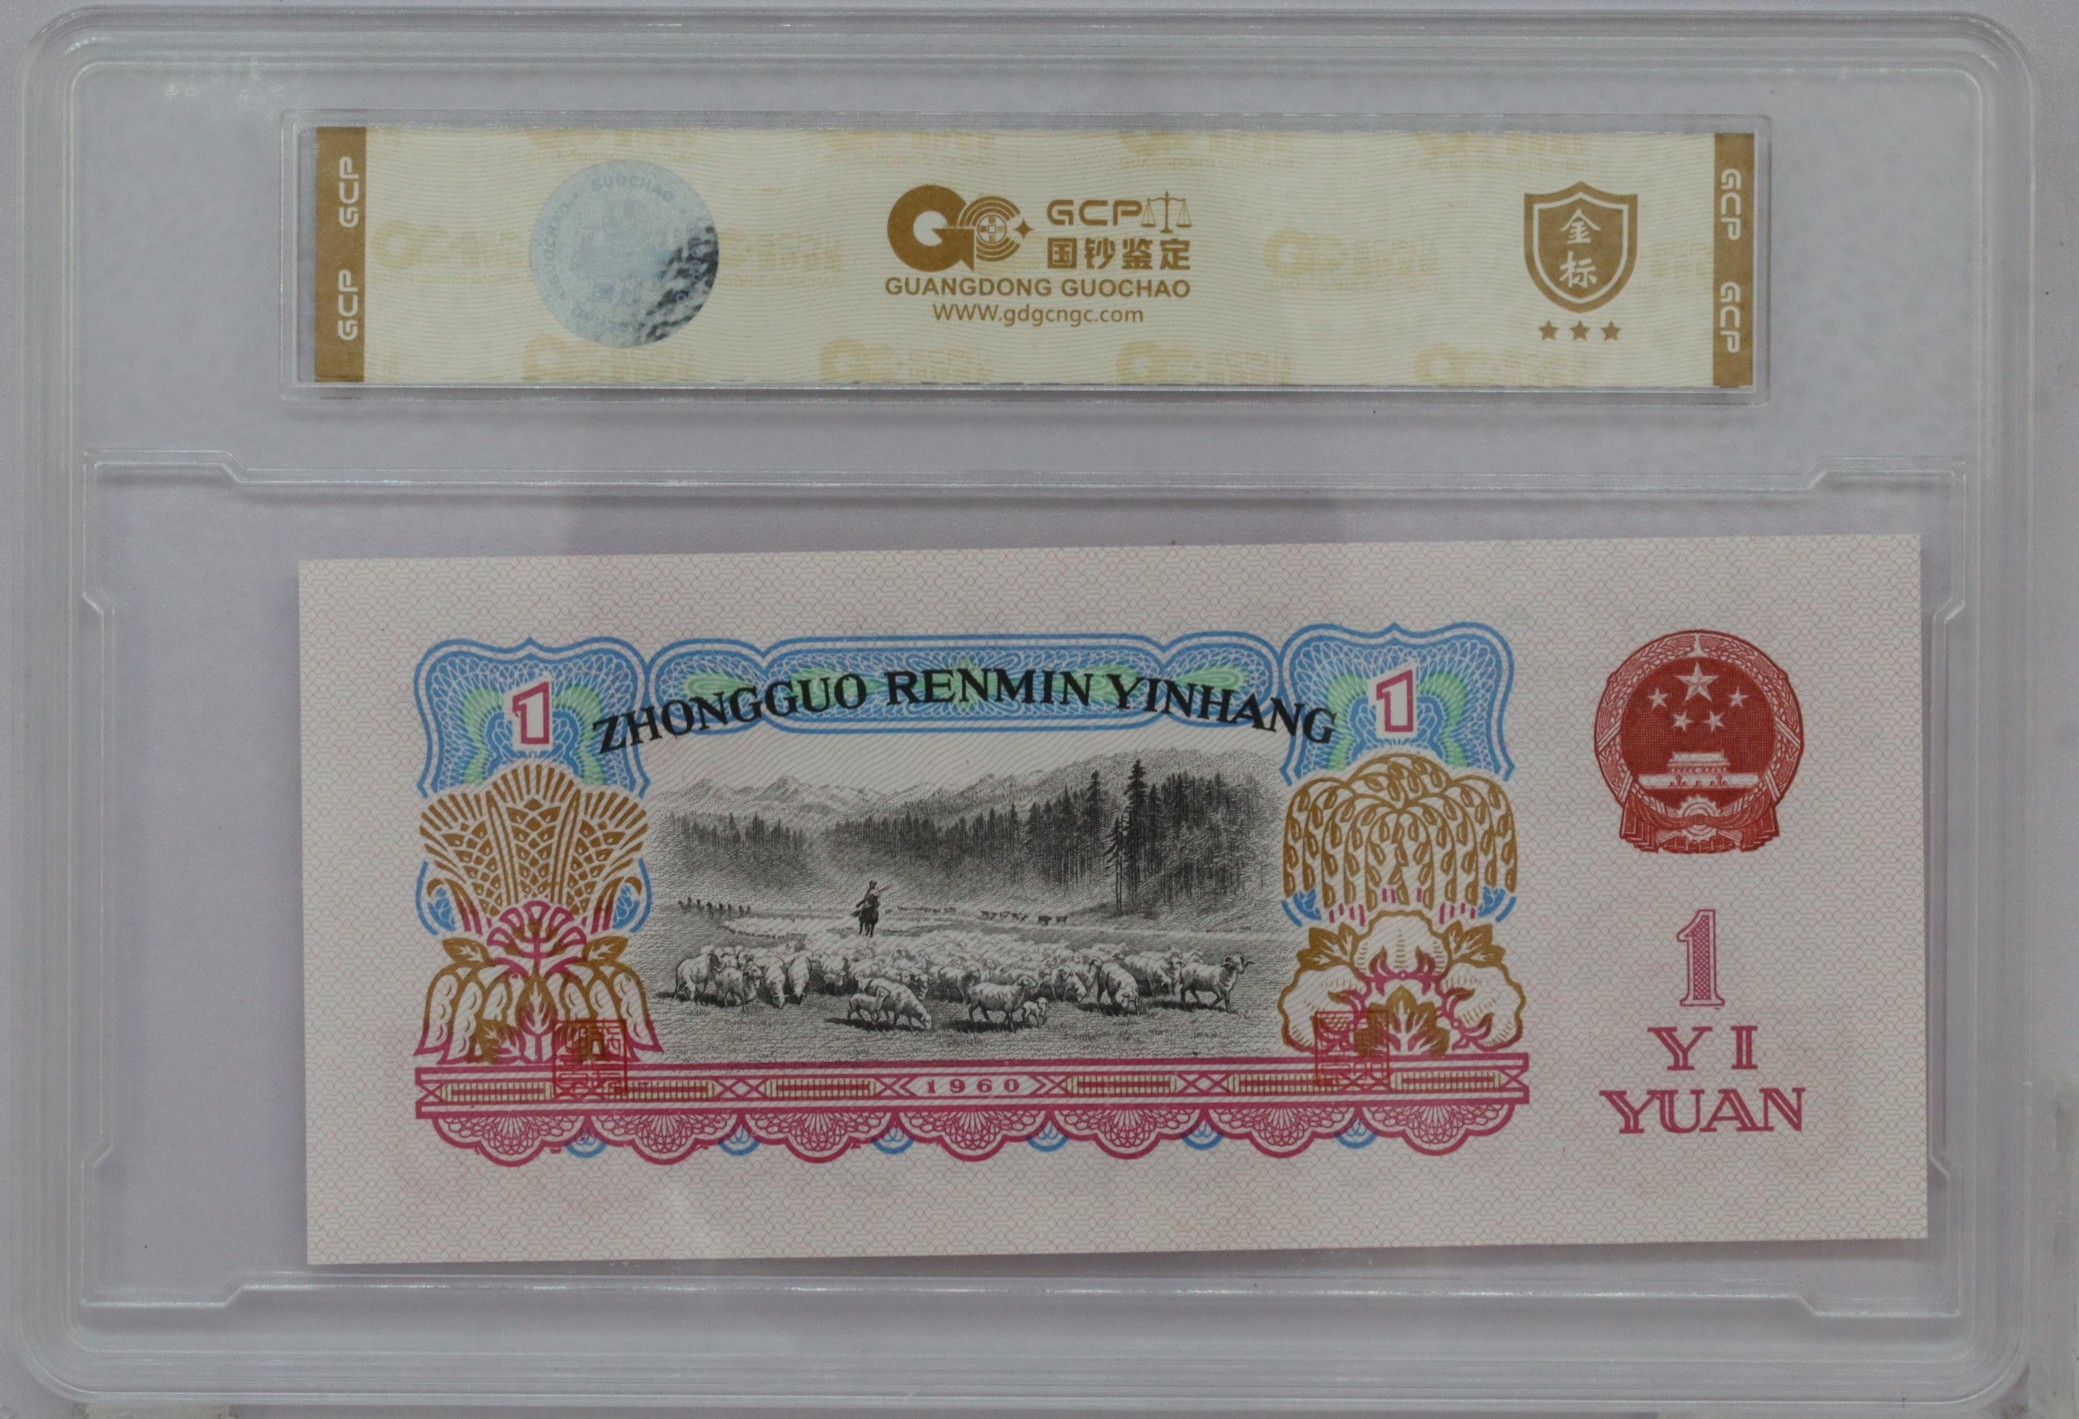 GCP GCP
GUOCHAO
GCP
国钞鉴定
GUANGDONG GUOCHAO
WWW.gdgcngc.com
金
标
GCP GCP
1
ZHONGGUO RENMIN YINHANG
1
1960
1
YI
YUAN